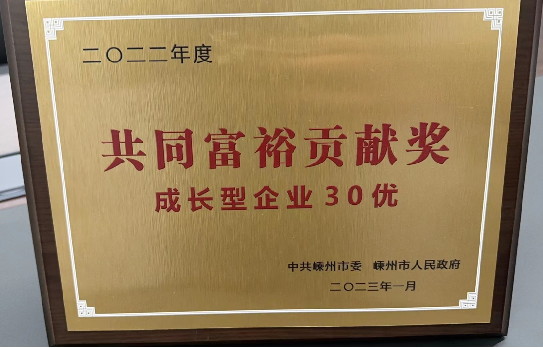 二〇二二年度
共同富裕贡献奖
成长型企业30优
中共嵊州市委 嵊州市人民政府
二〇二三年一月